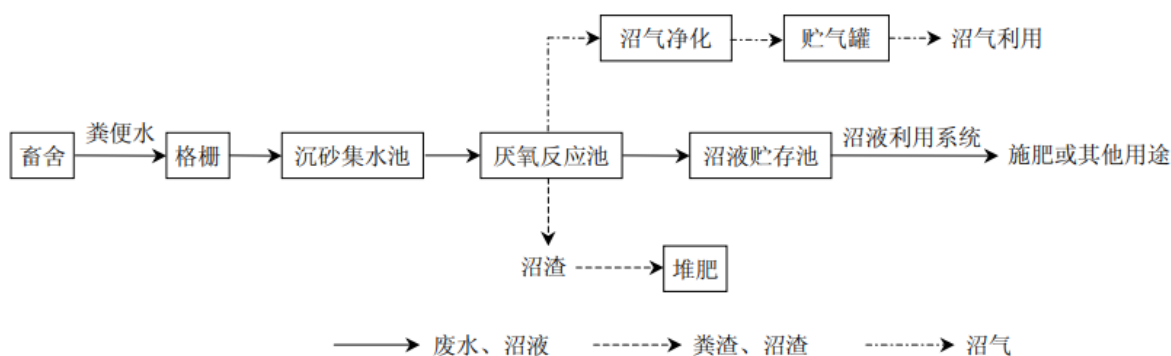 沼气净化
贮气罐
沼气利用
畜舍
粪便水
格栅
沉砂集水池
厌氧反应池
沼液贮存池
沼液利用系统
施肥或其他用途
沼渣
堆肥
废水、沼液
粪渣、沼渣
沼气